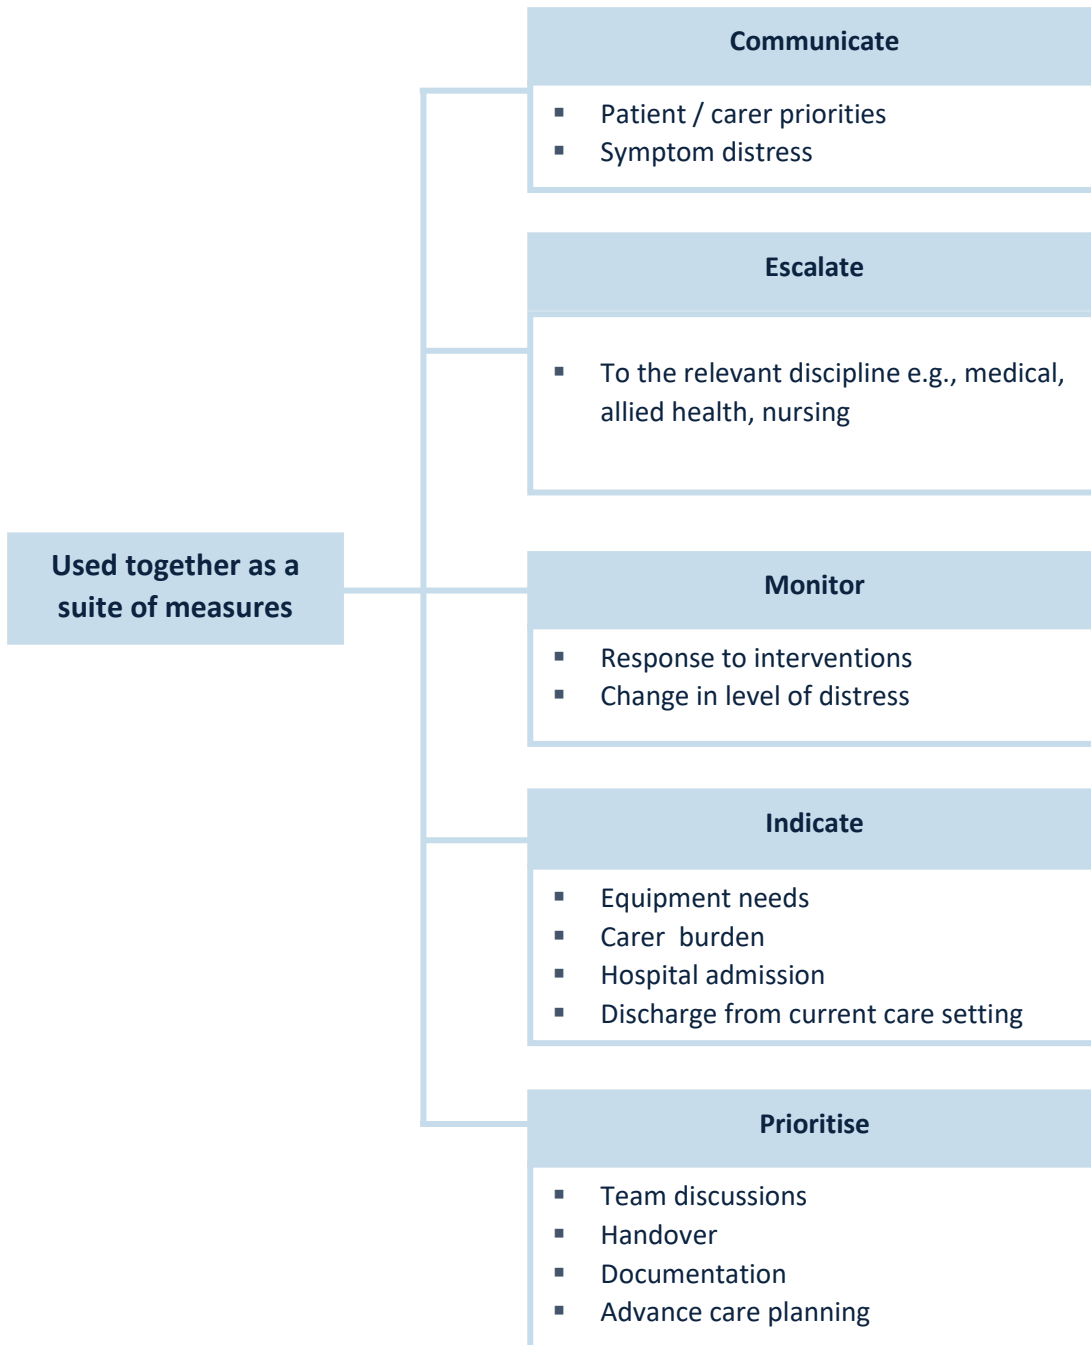 Communicate
▪ Patient / carer priorities
▪ Symptom distress
Escalate
▪ To the relevant discipline e.g., medical,
allied health, nursing
Used together as a
suite of measures
Monitor
▪ Response to interventions
▪ Change in level of distress
Indicate
▪ Equipment needs
▪ Carer  burden
▪ Hospital admission
▪ Discharge from current care setting
Prioritise
▪ Team discussions
▪ Handover
▪ Documentation
▪ Advance care planning